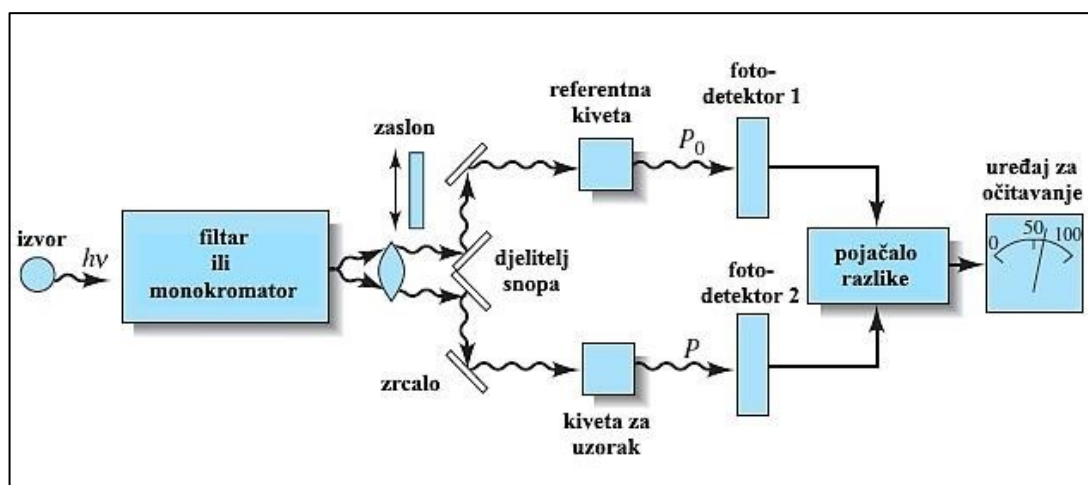 izvor
hν
filtar
ili
monokromator
zaslon
djelitelj
snopa
zrcalo
referentna
kiveta
P₀
foto-
detektor 1
kiveta za
uzorak
P
foto-
detektor 2
pojačalo
razlike
uređaj za
očitavanje
0 50 100